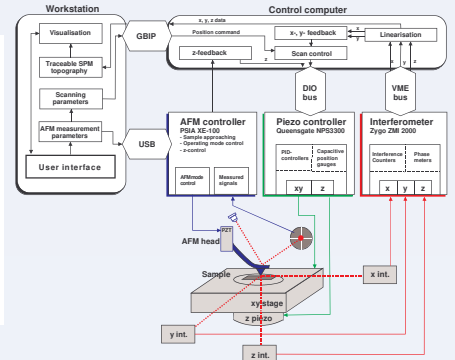 Workstation
Visualisation
Traceable SPM
topography
Scanning
parameters
AFM measurement
parameters
User interface
GBIP
USB
Control computer
x, y, z data
Position command
x-, y- feedback
x
y
Linearisation
z-feedback
Scan control
z
x
y
z
DIO
bus
VME
bus
AFM controller
PSIA XE-100
- Sample approaching
- Operating mode control
- z-control
AFM mode
control
Measured
signals
Piezo controller
Queensgate NPS3300
PID-
controllers
Capacitive
position
gauges
xy
z
Interferometer
Zygo ZMI 2000
Interference
Counters
Phase
meters
x
y
z
PZT
AFM head
Sample
xy stage
z piezo
x int.
y int.
z int.